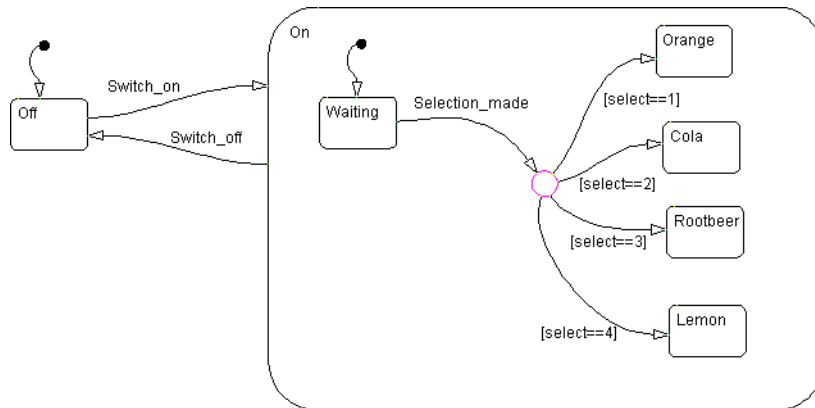 On
Orange
Switch_on
Off
Waiting
Selection_made
[select==1]
Switch_off
Cola
[select==2]
Rootbeer
[select==3]
Lemon
[select==4]